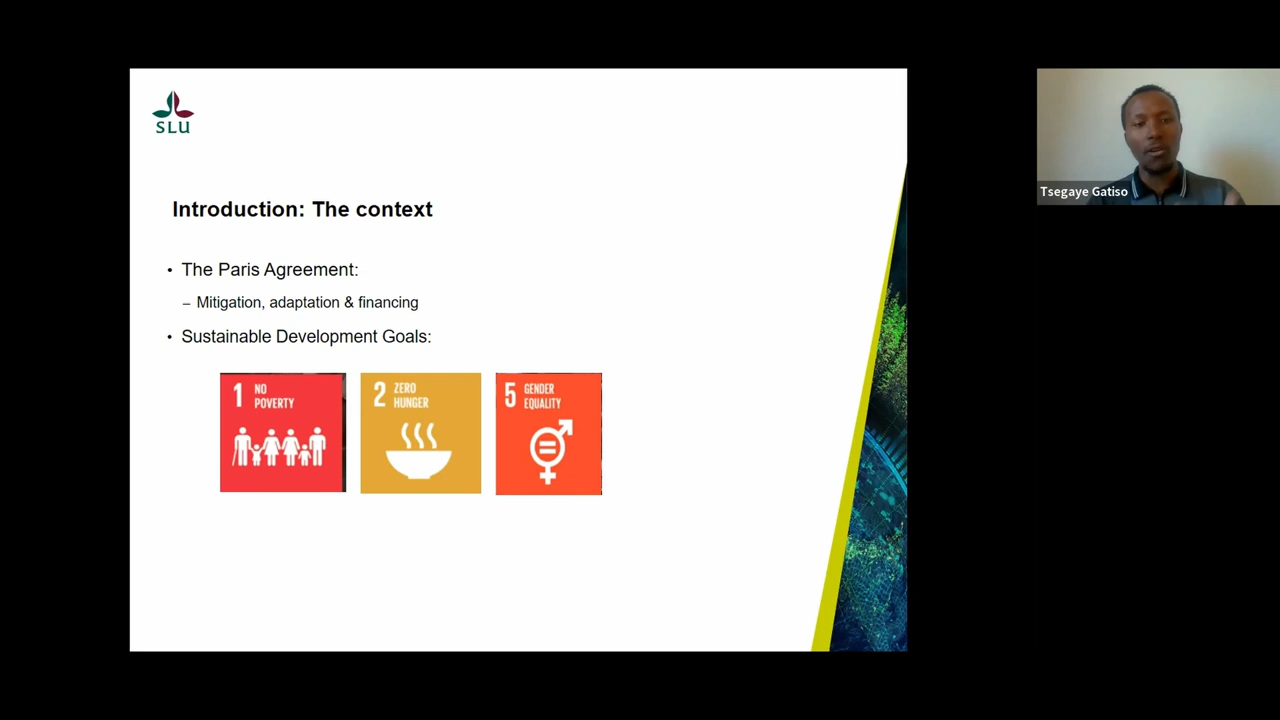 SLU
Introduction: The context
• The Paris Agreement:
– Mitigation, adaptation & financing
• Sustainable Development Goals:
1 NO
POVERTY
2 ZERO
HUNGER
5 GENDER
EQUALITY
Tsegaye Gatiso